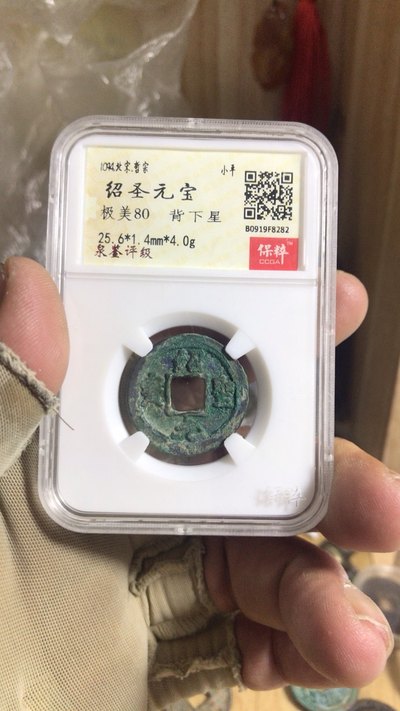 1094北宋.哲宗 小平
绍圣元宝
极美80 背下星
25.6*1.4mm*4.0g
泉鉴评级
B0919F8282
保粹
CCGA